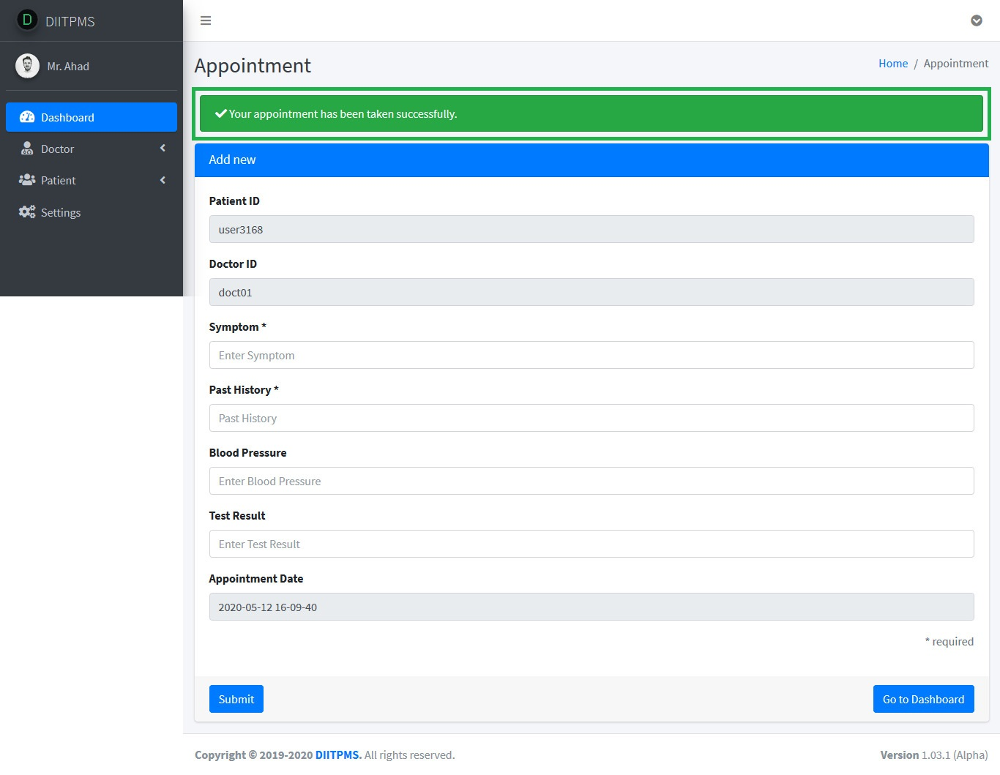 D DIITPMS
Mr. Ahad
Dashboard
Doctor
Patient
Settings
Appointment
Home / Appointment
Your appointment has been taken successfully.
Add new
Patient ID
user3168
Doctor ID
doct01
Symptom *
Enter Symptom
Past History *
Past History
Blood Pressure
Enter Blood Pressure
Test Result
Enter Test Result
Appointment Date
2020-05-12 16-09-40
* required
Submit
Go to Dashboard
Copyright © 2019-2020 DIITPMS. All rights reserved.
Version 1.03.1 (Alpha)